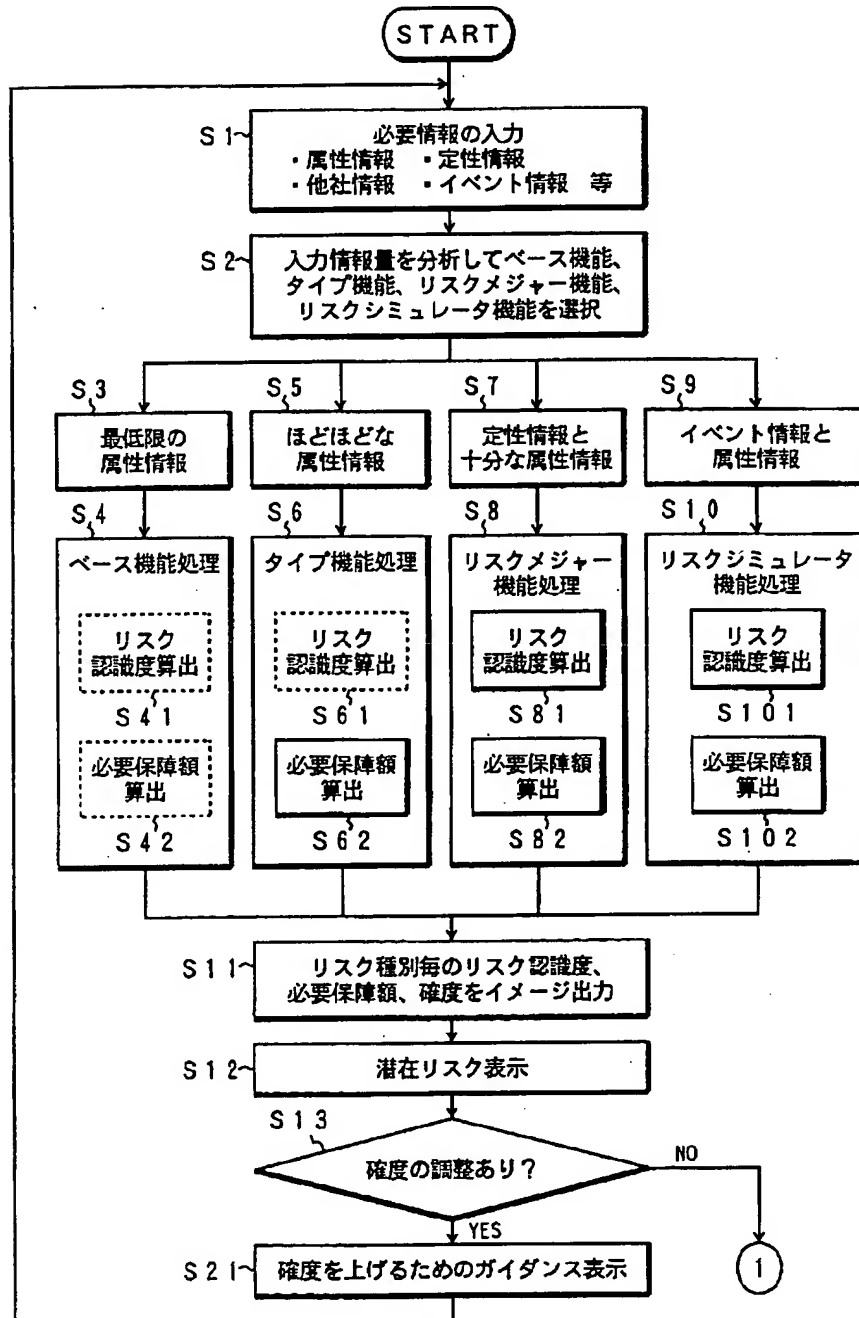 START
S1
必要情報の入力
・属性情報 ・定性情報
・他社情報 ・イベント情報 等
S2
入力情報量を分析してベース機能、
タイプ機能、リスクメジャー機能、
リスクシミュレータ機能を選択
S3
最低限の
属性情報
S5
ほどほどな
属性情報
S7
定性情報と
十分な属性情報
S9
イベント情報と
属性情報
S4
ベース機能処理
リスク
認識度算出
S41
必要保障額
算出
S42
S6
タイプ機能処理
リスク
認識度算出
S61
必要保障額
算出
S62
S8
リスクメジャー
機能処理
リスク
認識度算出
S81
必要保障額
算出
S82
S10
リスクジミュレータ
機能処理
リスク
認識度算出
S101
必要保障額
算出
S102
S11
リスク種別毎のリスク認識度、
必要保障額、確度をイメージ出力
S12
潜在リスク表示
S13
確度の調整あり?
NO
YES
S21
確度を上げるためのガイダンス表示
1